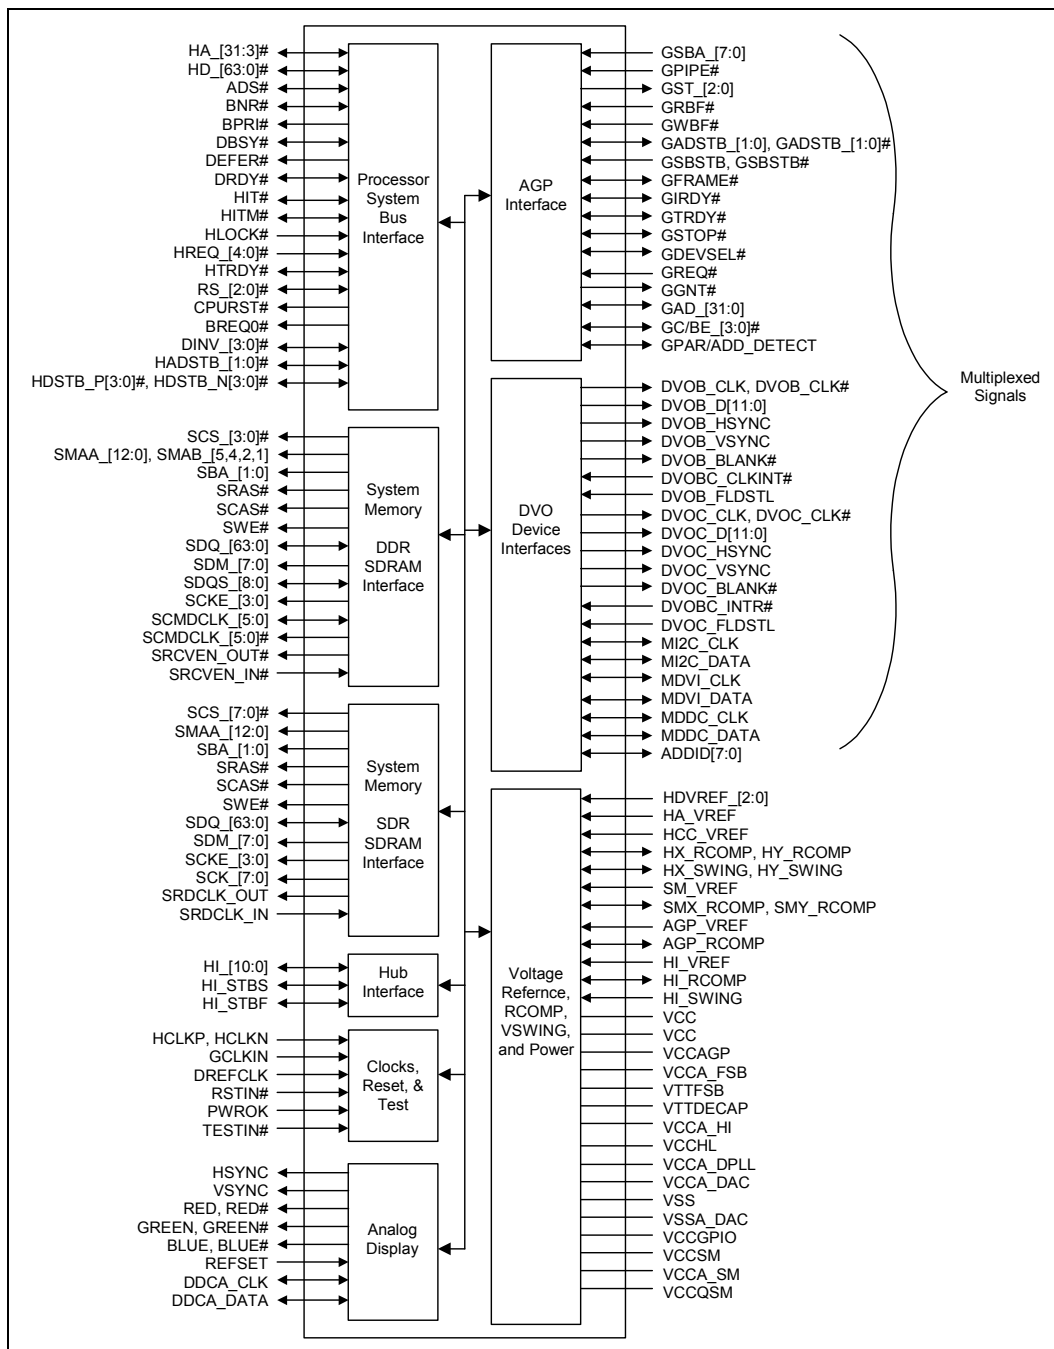 HA_[31:3]#
HD_[63:0]#
ADS#
BNR#
BPRI#
DBSY#
DEFER#
DRDY#
HIT#
HITM#
HLOCK#
HREQ_[4:0]#
HTRDY#
RS_[2:0]#
CPURST#
BREQ0#
DINV_[3:0]#
HADSTB_[1:0]#
HDSTB_P[3:0]#, HDSTB_N[3:0]#
Processor
System
Bus
Interface
SCS_[3:0]#
SMAA_[12:0], SMAB_[5,4,2,1]
SBA_[1:0]
SRAS#
SCAS#
SWE#
SDQ_[63:0]
SDM_[7:0]
SDQS_[8:0]
SCKE_[3:0]
SCMDCLK_[5:0]
SCMDCLK_[5:0]#
SRCVEN_OUT#
SRCVEN_IN#
System
Memory
DDR
SDRAM
Interface
SCS_[7:0]#
SMAA_[12:0]
SBA_[1:0]
SRAS#
SCAS#
SWE#
SDQ_[63:0]
SDM_[7:0]
SCKE_[3:0]
SCK_[7:0]
SRDCLK_OUT
SRDCLK_IN
System
Memory
SDR
SDRAM
Interface
HI_[10:0]
HI_STBS
HI_STBF
Hub
Interface
HCLKP, HCLKN
GCLKIN
DREFCLK
RSTIN#
PWROK
TESTIN#
Clocks,
Reset, &
Test
HSYNC
VSYNC
RED, RED#
GREEN, GREEN#
BLUE, BLUE#
REFSET
DDCA_CLK
DDCA_DATA
Analog
Display
AGP
Interface
GSBA_[7:0]
GPIPE#
GST_[2:0]
GRBF#
GWBF#
GADSTB_[1:0], GADSTB_[1:0]#
GSBSTB, GSBSTB#
GFRAME#
GIRDY#
GTRDY#
GSTOP#
GDEVSEL#
GREQ#
GGNT#
GAD_[31:0]
GC/BE_[3:0]#
GPAR/ADD_DETECT
DVO
Device
Interfaces
DVOB_CLK, DVOB_CLK#
DVOB_D[11:0]
DVOB_HSYNC
DVOB_VSYNC
DVOB_BLANK#
DVOBC_CLKINT#
DVOB_FLDSTL
DVOC_CLK, DVOC_CLK#
DVOC_D[11:0]
DVOC_HSYNC
DVOC_VSYNC
DVOC_BLANK#
DVOBC_INTR#
DVOC_FLDSTL
MI2C_CLK
MI2C_DATA
MDVI_CLK
MDVI_DATA
MDDC_CLK
MDDC_DATA
ADDID[7:0]
Multiplexed
Signals
Voltage
Refernce,
RCOMP,
VSWING,
and Power
HDVREF_[2:0]
HA_VREF
HCC_VREF
HX_RCOMP, HY_RCOMP
HX_SWING, HY_SWING
SM_VREF
SMX_RCOMP, SMY_RCOMP
AGP_VREF
AGP_RCOMP
HI_VREF
HI_RCOMP
HI_SWING
VCC
VCC
VCCAGP
VCCA_FSB
VTTFSB
VTTDECAP
VCCA_HI
VCCHL
VCCA_DPLL
VCCA_DAC
VSS
VSSA_DAC
VCCGPIO
VCCSM
VCCA_SM
VCCQSM